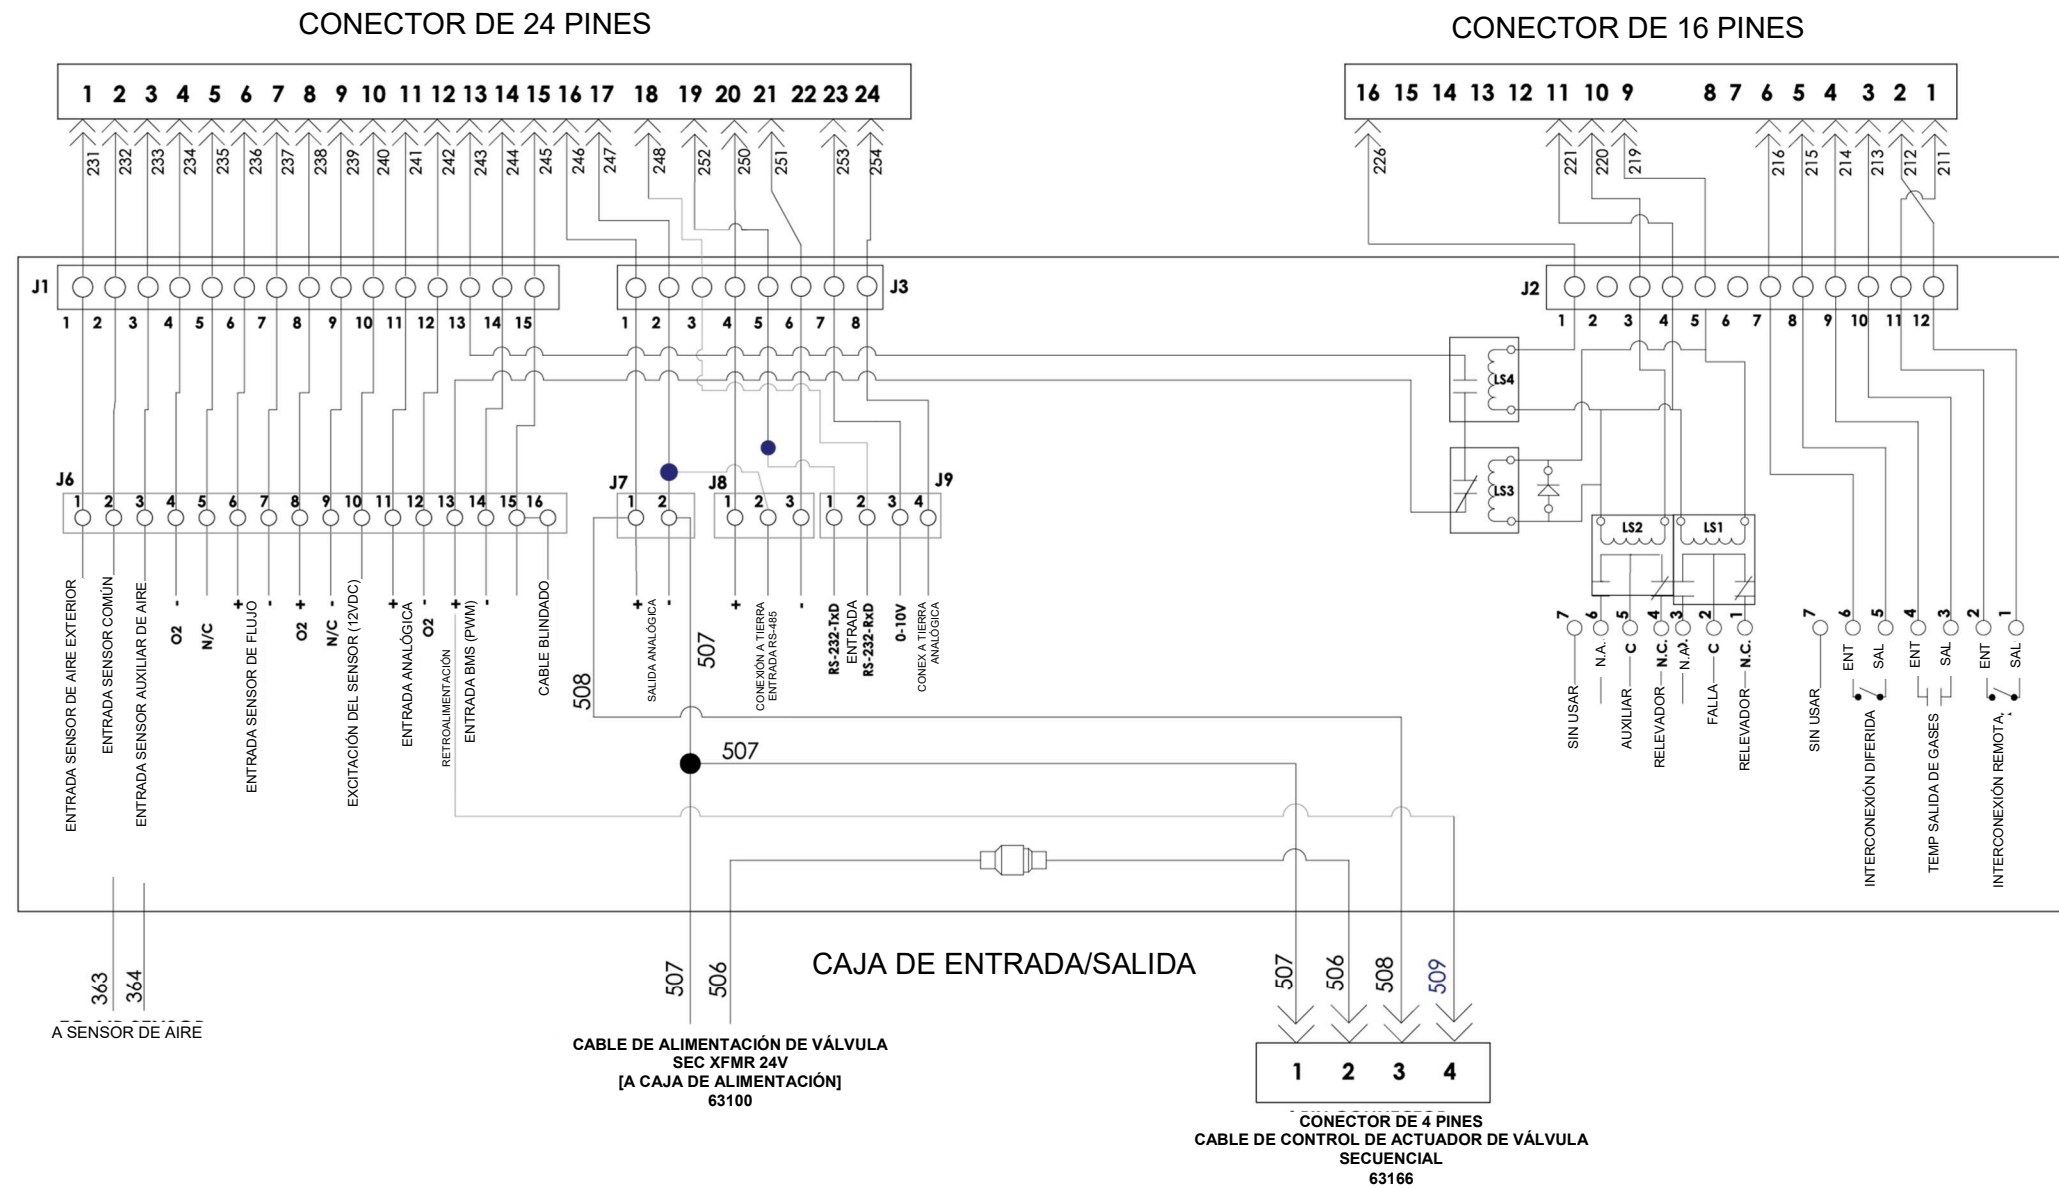 CONECTOR DE 24 PINES
CONECTOR DE 16 PINES
1 2 3 4 5 6 7 8 9 10 11 12 13 14 15 16 17 18 19 20 21 22 23 24
16 15 14 13 12 11 10 9 8 7 6 5 4 3 2 1
231 232 233 234 235 236 237 238 239 240 241 242 243 244 245 246 247 248 252 250 251 253 254
226 221 220 219 216 215 214 213 212 211
J1
J3
J2
1 2 3 4 5 6 7 8 9 10 11 12 13 14 15
1 2 3 4 5 6 7 8
1 2 3 4 5 6 7 8 9 10 11 12
LS4
LS3
LS2
LS1
J6
1 2 3 4 5 6 7 8 9 10 11 12 13 14 15 16
J7
1 2
J8
1 2 3
J9
1 2 3 4
ENTRADA SENSOR DE AIRE EXTERIOR
ENTRADA SENSOR COMÚN
ENTRADA SENSOR AUXILIAR DE AIRE
O2 -
N/C
+
ENTRADA SENSOR DE FLUJO
-
O2 +
N/C -
EXCITACIÓN DEL SENSOR (12VDC)
+
ENTRADA ANALÓGICA
O2 -
+
RETROALIMENTACIÓN
ENTRADA BMS (PWM)
-
CABLE BLINDADO
+
SALIDA ANALÓGICA
-
508
507
+
CONEXIÓN A TIERRA
ENTRADA RS-485
-
RS-232-TxD
ENTRADA
RS-232-RxD
0-10V
CONEX A TIERRA
ANALÓGICA
7 6 5 4 3 2 1
SIN USAR
N.A.
AUXILIAR C
RELEVADOR N.C.
N.A.
FALLA C
RELEVADOR N.C.
7 6 5 4 3 2 1
SIN USAR
ENT
SAL
INTERCONEXIÓN DIFERIDA
ENT
SAL
TEMP SALIDA DE GASES
ENT
SAL
INTERCONEXIÓN REMOTA
507
363
364
A SENSOR DE AIRE
507
506
CAJA DE ENTRADA/SALIDA
507
506
508
509
CABLE DE ALIMENTACIÓN DE VÁLVULA
SEC XFMR 24V
[A CAJA DE ALIMENTACIÓN]
63100
1 2 3 4
CONECTOR DE 4 PINES
CABLE DE CONTROL DE ACTUADOR DE VÁLVULA
SECUENCIAL
63166